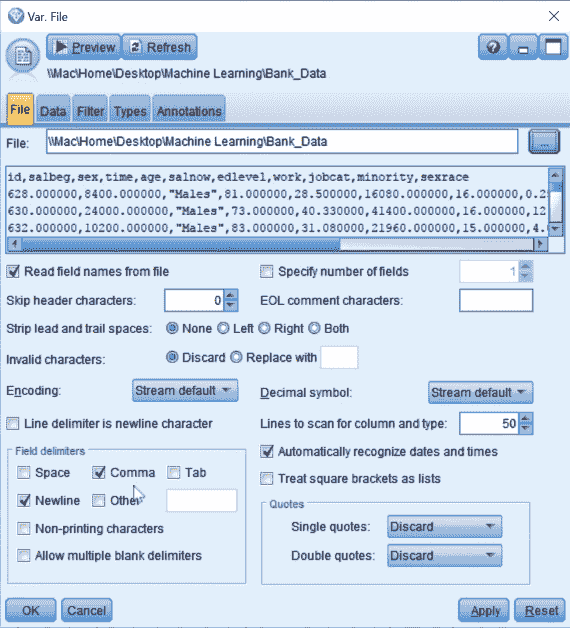 Var. File
Preview Refresh
\\Mac\Home\Desktop\Machine Learning\Bank_Data
File Data Filter Types Annotations
File: \\Mac\Home\Desktop\Machine Learning\Bank_Data ...
id,salbeg,sex,time,age,salnow,edlevel,work,jobcat,minority,sexrace
628.000000,8400.000000,"Males",81.000000,28.500000,16080.000000,16.000000,0.2
630.000000,24000.000000,"Males",73.000000,40.330000,41400.000000,16.000000,12
632.000000,10200.000000,"Males",83.000000,31.080000,21960.000000,15.000000,4.
Read field names from file Specify number of fields 1
Skip header characters: 0 EOL comment characters:
Strip lead and trail spaces: None Left Right Both
Invalid characters: Discard Replace with
Encoding: Stream default Decimal symbol: Stream default
Line delimiter is newline character Lines to scan for column and type: 50
Field delimiters Automatically recognize dates and times
Space Comma Tab Treat square brackets as lists
Newline Other Quotes
Non-printing characters Single quotes: Discard
Allow multiple blank delimiters Double quotes: Discard
OK Cancel Apply Reset